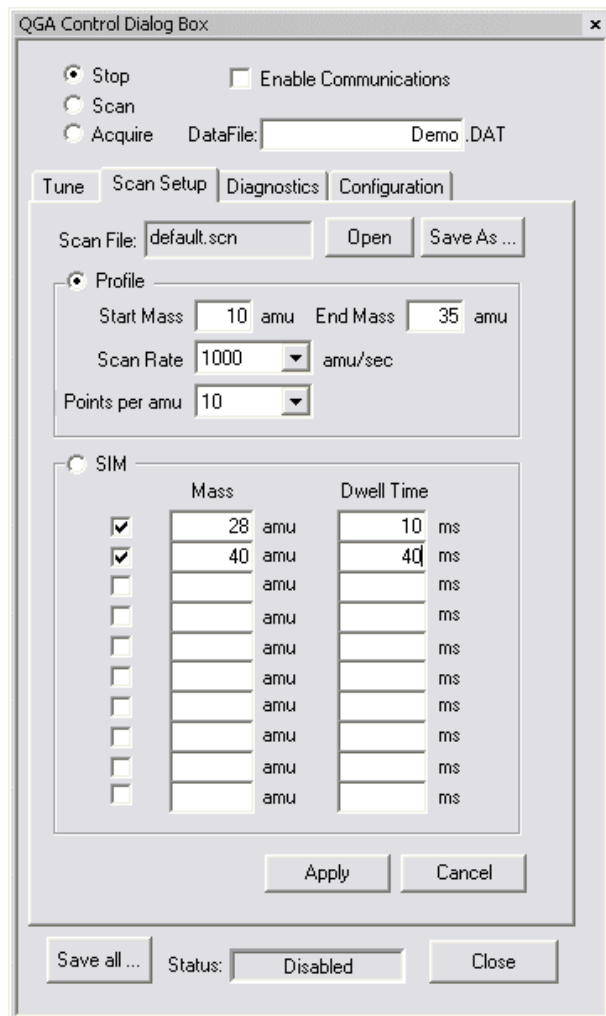 QGA Control Dialog Box ×
Stop Enable Communications
Scan
Acquire DataFile: Demo .DAT
Tune Scan Setup Diagnostics Configuration
Scan File: default.scn Open Save As ...
Profile
Start Mass 10 amu End Mass 35 amu
Scan Rate 1000 amu/sec
Points per amu 10
SIM
Mass Dwell Time
28 amu 10 ms
40 amu 40 ms
amu ms
amu ms
amu ms
amu ms
amu ms
amu ms
amu ms
amu ms
Apply Cancel
Save all ... Status: Disabled Close